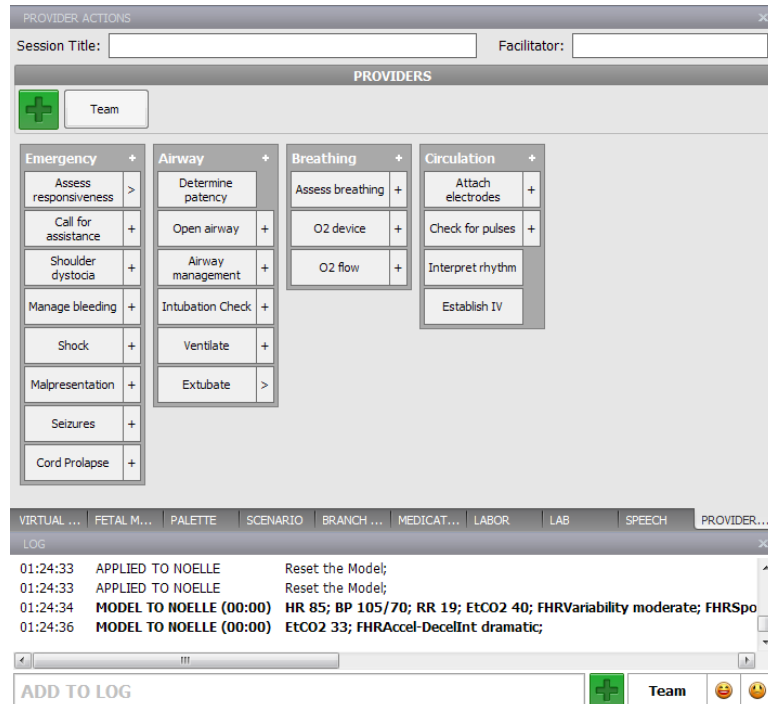 PROVIDER ACTIONS
Session Title: Facilitator:
PROVIDERS
Team
Emergency +
Assess responsiveness >
Call for assistance +
Shoulder dystocia +
Manage bleeding +
Shock +
Malpresentation +
Seizures +
Cord Prolapse +
Airway +
Determine patency
Open airway +
Airway management +
Intubation Check +
Ventilate +
Extubate >
Breathing +
Assess breathing +
O2 device +
O2 flow +
Circulation +
Attach electrodes +
Check for pulses +
Interpret rhythm
Establish IV
VIRTUAL ... FETAL M... PALETTE SCENARIO BRANCH ... MEDICAT... LABOR LAB SPEECH PROVIDER...
LOG
01:24:33 APPLIED TO NOELLE Reset the Model;
01:24:33 APPLIED TO NOELLE Reset the Model;
01:24:34 MODEL TO NOELLE (00:00) HR 85; BP 105/70; RR 19; EtCO2 40; FHRVariability moderate; FHRSpo
01:24:36 MODEL TO NOELLE (00:00) EtCO2 33; FHRAccel-DecelInt dramatic;
ADD TO LOG Team